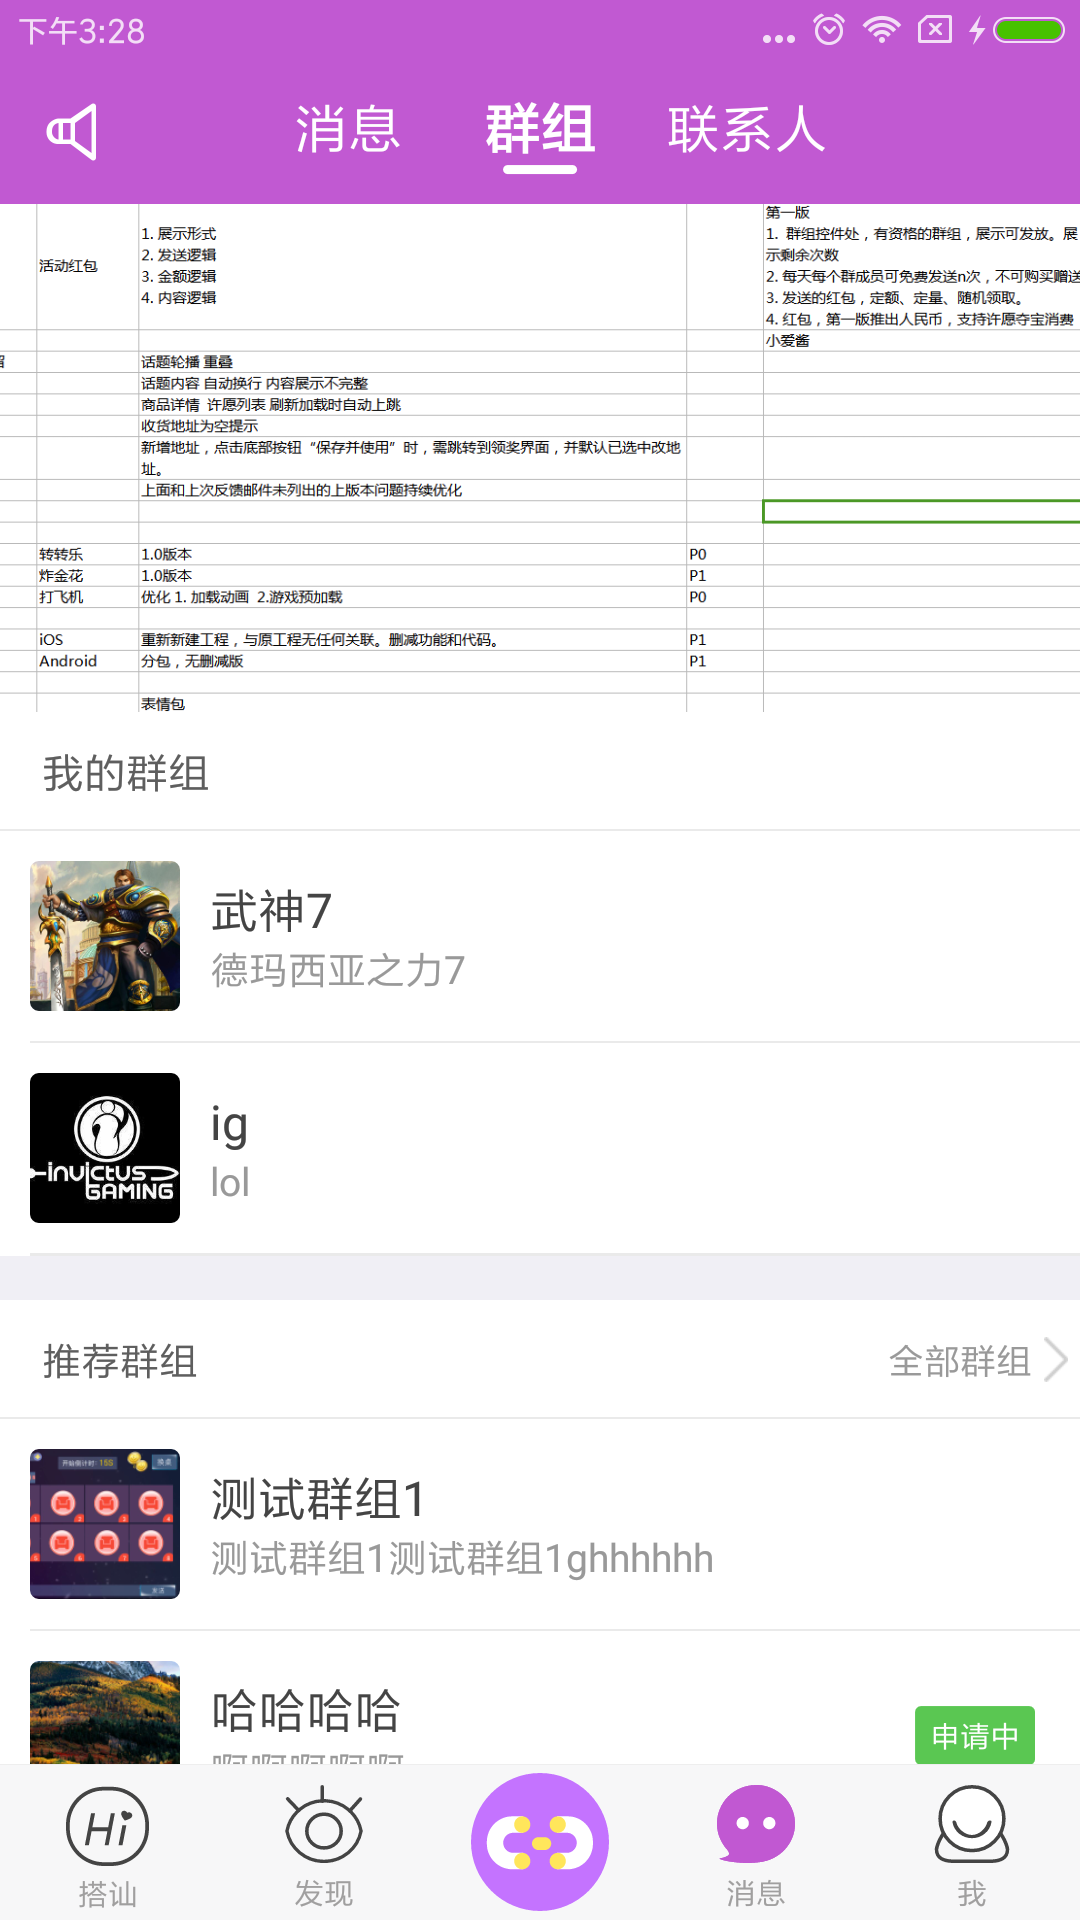 下午3:28
消息
群组
联系人
活动红包
1. 展示形式
2. 发送逻辑
3. 金额逻辑
4. 内容逻辑
第一版
1. 群组控件处，有资格的群组，展示可发放。展
示剩余次数
2. 每天每个群成员可免费发送n次，不可购买赠送
3. 发送的红包，定额、定量、随机领取。
4. 红包，第一版推出人民币，支持许愿夺宝消费
小爱酱
话题轮播 重叠
话题内容 自动换行 内容展示不完整
商品详情 许愿列表 刷新加载时自动上跳
收货地址为空提示
新增地址，点击底部按钮“保存并使用”时，需跳转到领奖界面，并默认已选中改地
址。
上面和上次反馈邮件未列出的上版本问题持续优化
转转乐 1.0版本 P0
炸金花 1.0版本 P1
打飞机 优化 1. 加载动画 2.游戏预加载 P0
iOS 重新新建工程，与原工程无任何关联。删减功能和代码。 P1
Android 分包，无删减版 P1
表情包
我的群组
武神7
德玛西亚之力7
INVICTUS
GAMING
ig
lol
推荐群组
全部群组
开始倒计时: 15S
换桌
测试群组1
测试群组1测试群组1ghhhhhh
哈哈哈哈
啊啊啊啊啊
申请中
Hi
搭讪
发现
消息
我